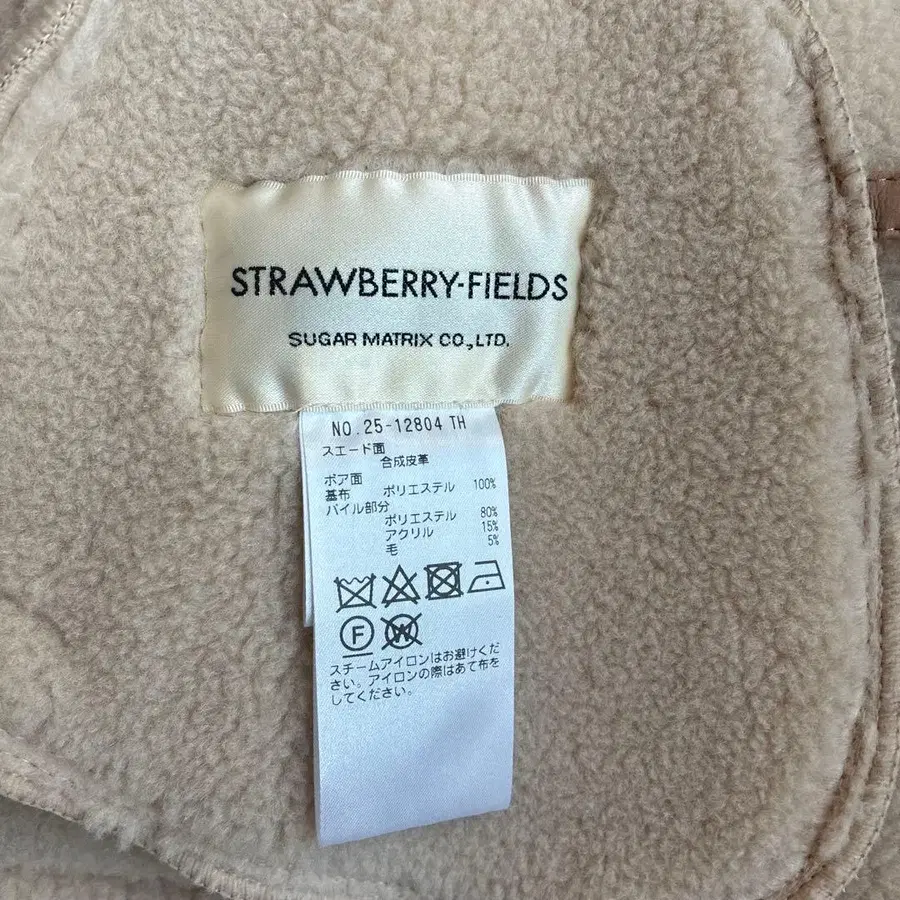 STRAWBERRY-FIELDS
SUGAR MATRIX CO.,LTD.
NO.25-12804 TH
スエード面
合成皮革
ボア面
基布 ポリエステル 100%
パイル部分
ポリエステル 80%
アクリル 15%
毛 5%
F W
スチームアイロンはお避けくだ
さい。アイロンの際はあて布を
してください。